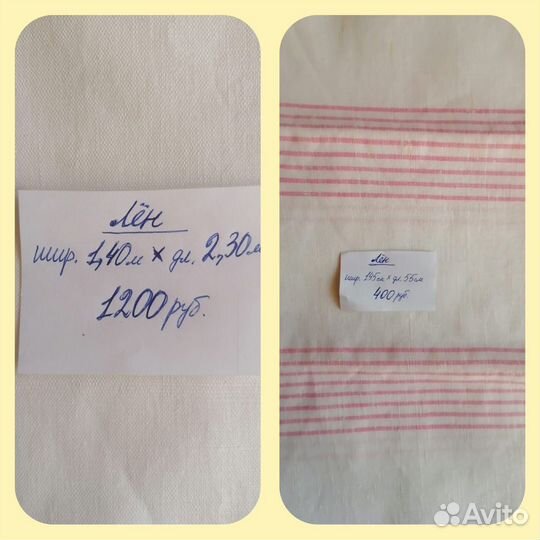 Лён
шир. 1,40м × дл. 2,30м
1200 руб.
Лён
шир. 145см × дл. 55см
400 руб.
Avito